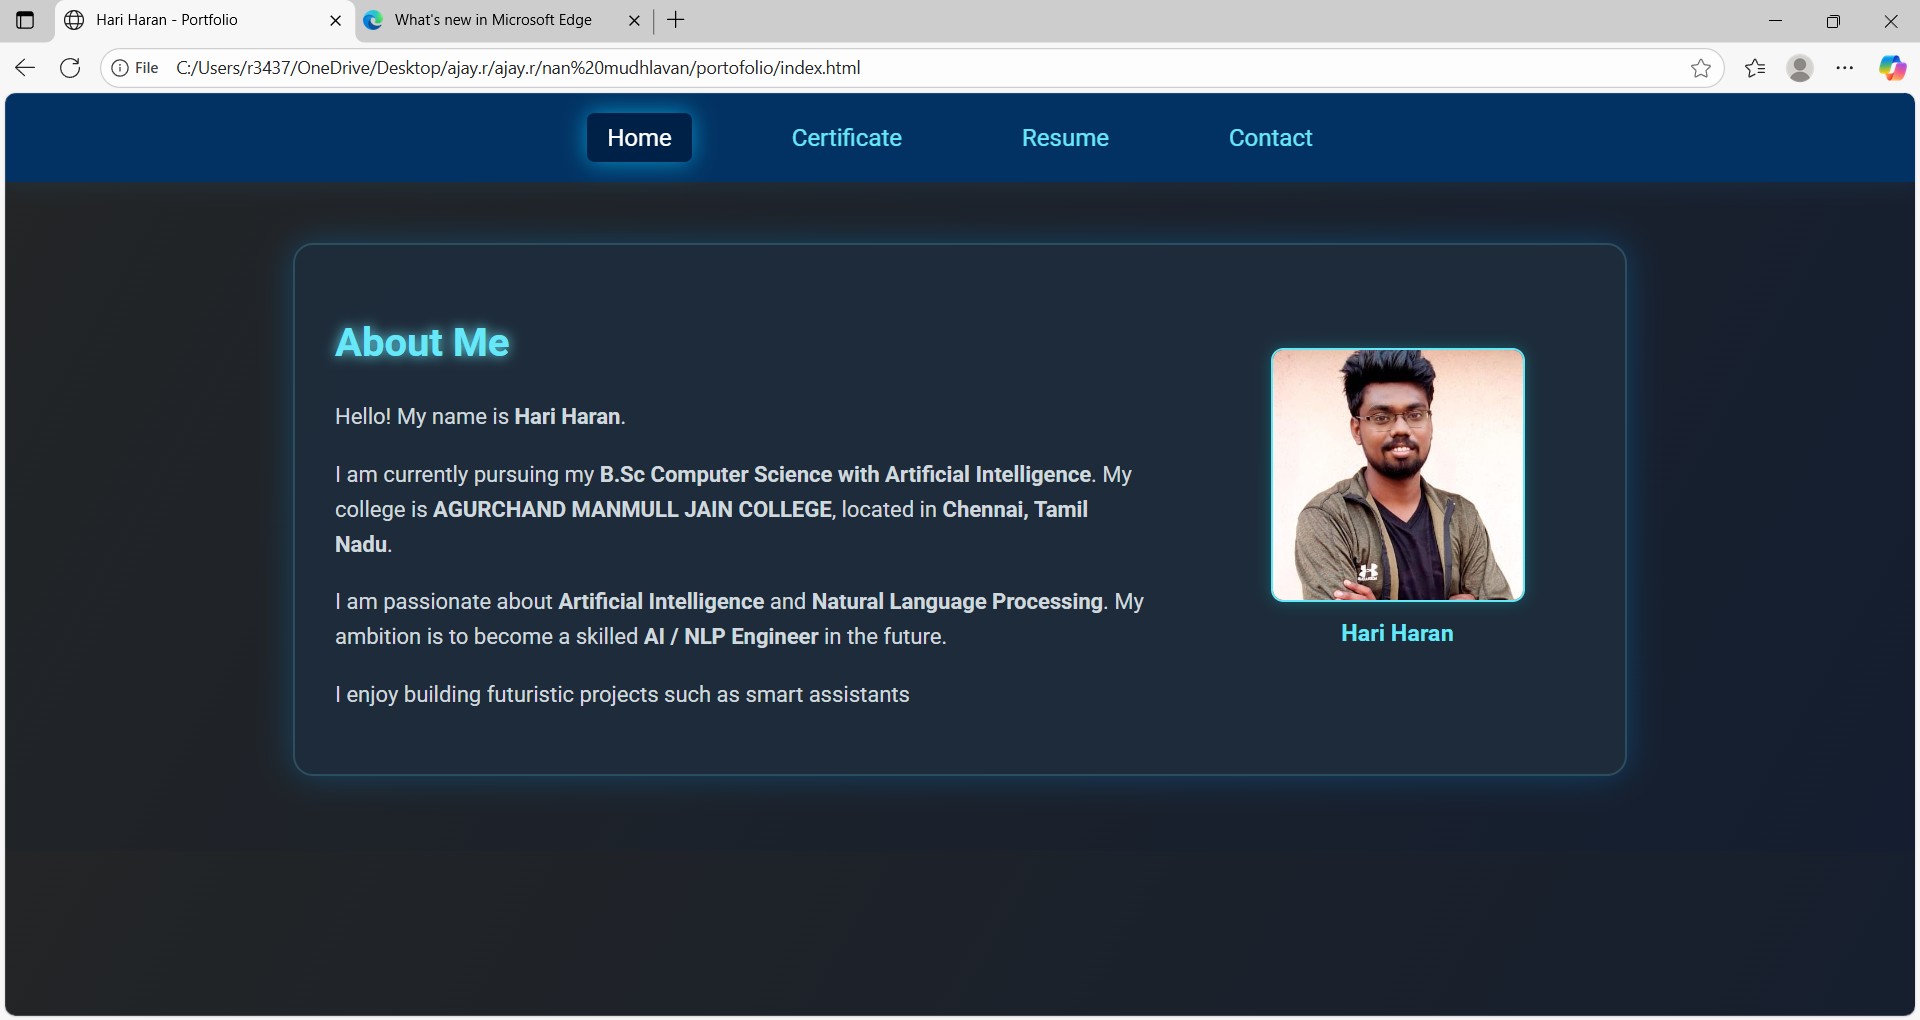 Hari Haran - Portfolio
What's new in Microsoft Edge
File
C:/Users/r3437/OneDrive/Desktop/ajay.r/ajay.r/nan%20mudhlavan/portofolio/index.html
Home
Certificate
Resume
Contact
About Me
Hello! My name is Hari Haran.
I am currently pursuing my B.Sc Computer Science with Artificial Intelligence. My
college is AGURCHAND MANMULL JAIN COLLEGE, located in Chennai, Tamil
Nadu.
I am passionate about Artificial Intelligence and Natural Language Processing. My
ambition is to become a skilled AI / NLP Engineer in the future.
I enjoy building futuristic projects such as smart assistants
Hari Haran